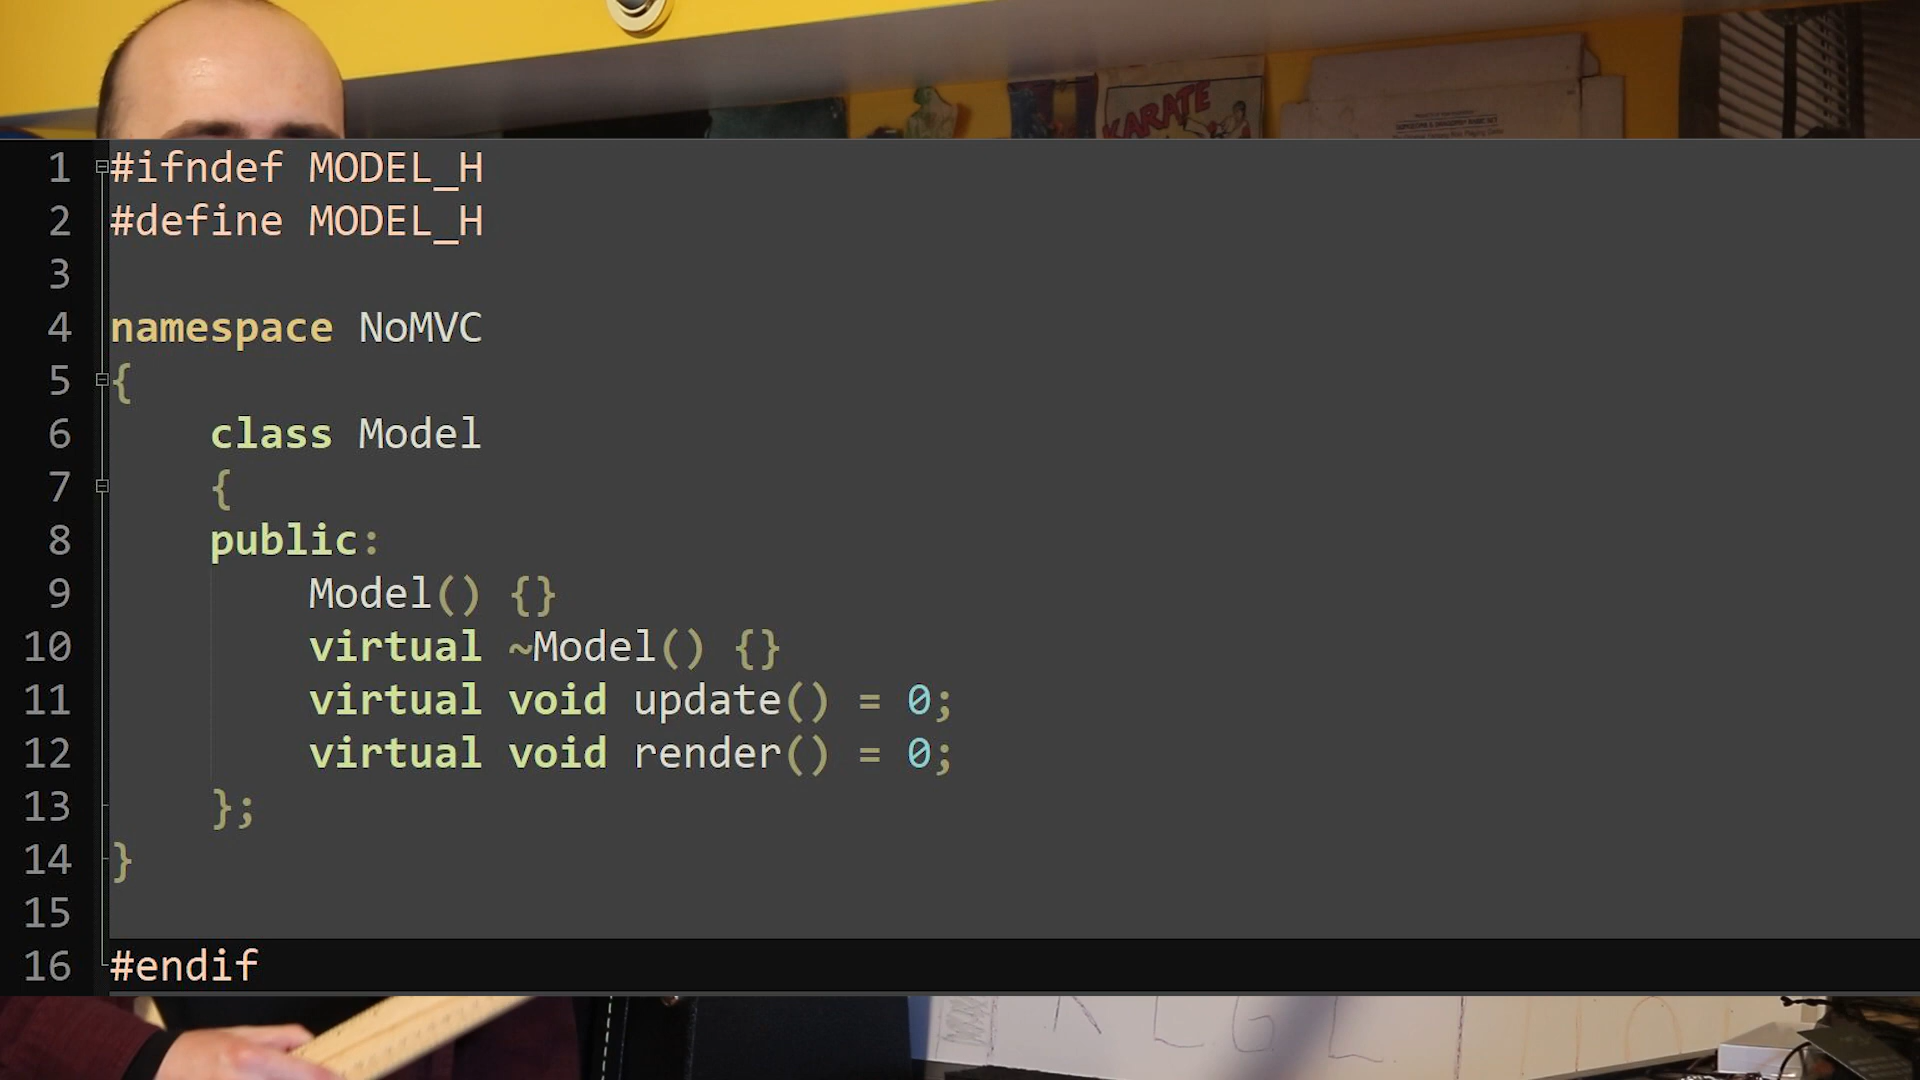 KARATE
1 #ifndef MODEL_H
2 #define MODEL_H
3
4 namespace NoMVC
5 {
6 class Model
7 {
8 public:
9 Model() {}
10 virtual ~Model() {}
11 virtual void update() = 0;
12 virtual void render() = 0;
13 };
14 }
15
16 #endif